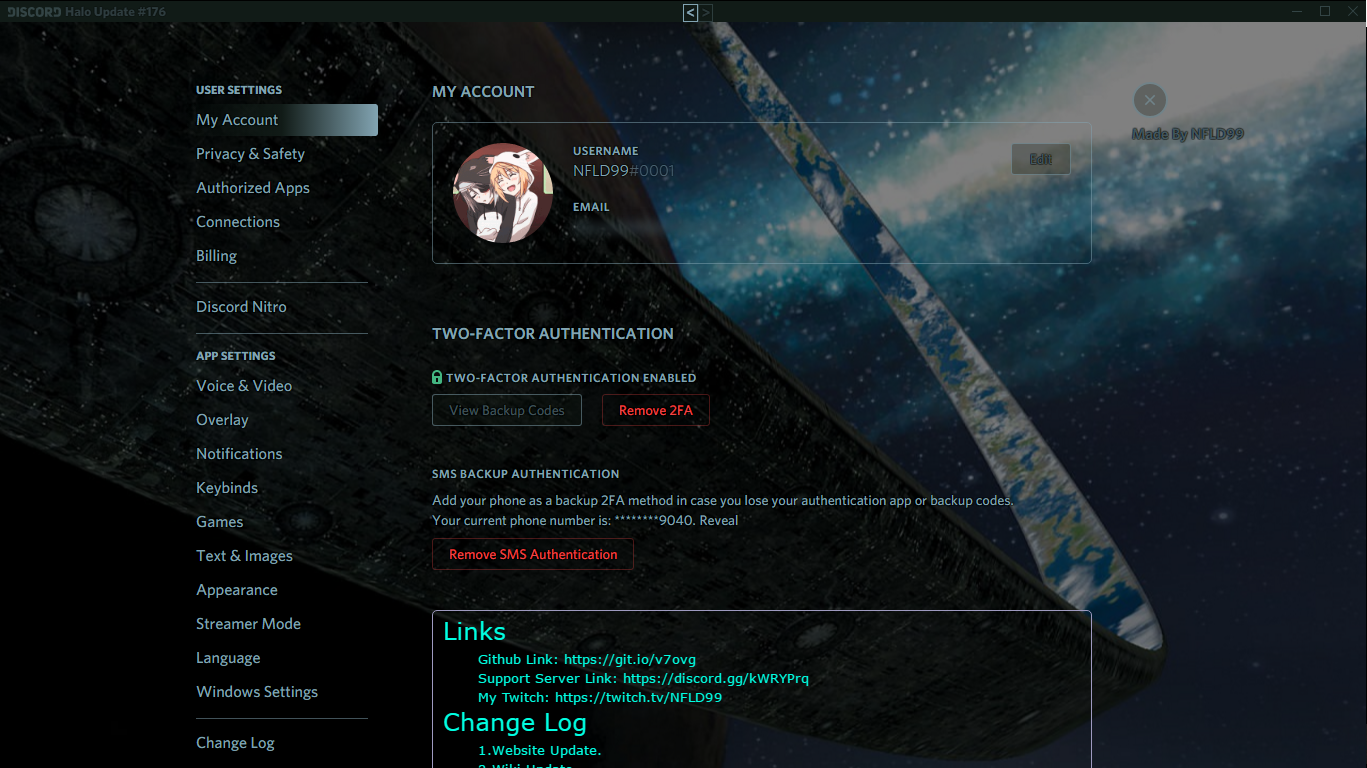 DISCORD Halo Update #176
< >
USER SETTINGS
My Account
Privacy & Safety
Authorized Apps
Connections
Billing
Discord Nitro
APP SETTINGS
Voice & Video
Overlay
Notifications
Keybinds
Games
Text & Images
Appearance
Streamer Mode
Language
Windows Settings
Change Log
MY ACCOUNT
USERNAME
NFLD99#0001
Edit
EMAIL
Made By NFLD99
TWO-FACTOR AUTHENTICATION
TWO-FACTOR AUTHENTICATION ENABLED
View Backup Codes
Remove 2FA
SMS BACKUP AUTHENTICATION
Add your phone as a backup 2FA method in case you lose your authentication app or backup codes.
Your current phone number is: ********9040. Reveal
Remove SMS Authentication
Links
Github Link: https://git.io/v7ovg
Support Server Link: https://discord.gg/kWRYPrq
My Twitch: https://twitch.tv/NFLD99
Change Log
1.Website Update.
2.Wiki Update